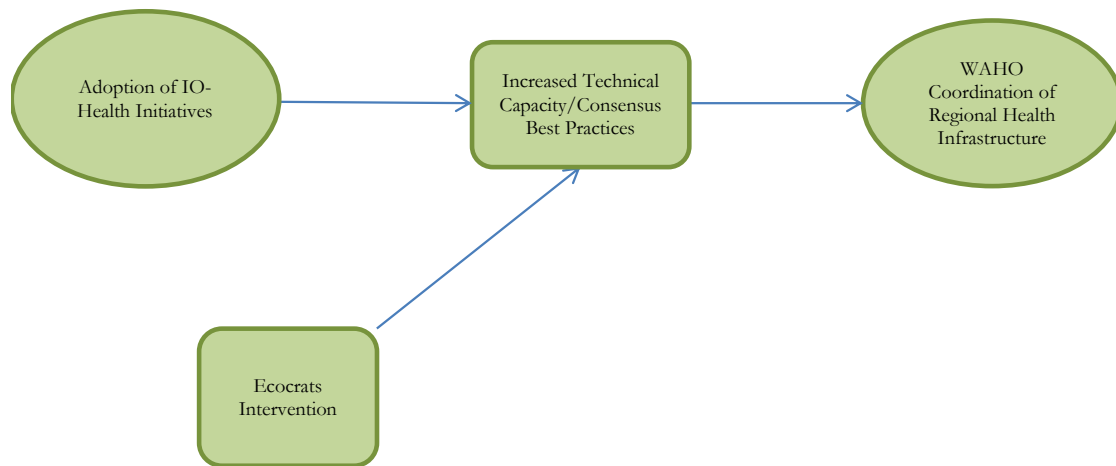 Adoption of IO-
Health Initiatives
Increased Technical
Capacity/Consensus
Best Practices
WAHO
Coordination of
Regional Health
Infrastructure
Ecocrats
Intervention